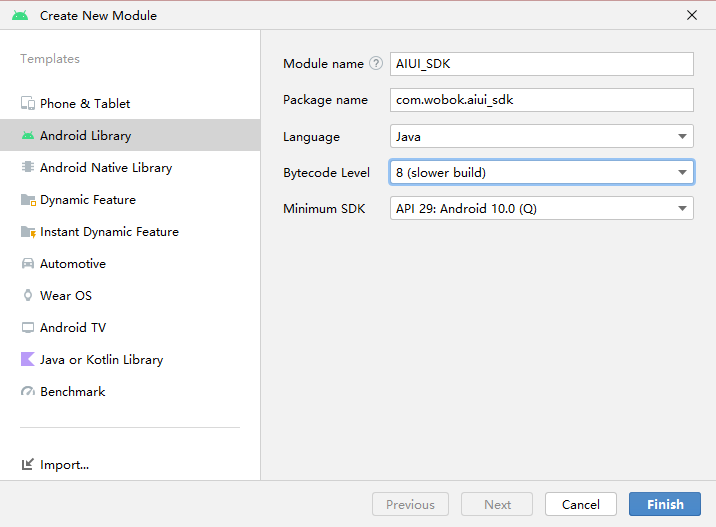 Create New Module
Templates
Phone & Tablet
Android Library
Android Native Library
Dynamic Feature
Instant Dynamic Feature
Automotive
Wear OS
Android TV
Java or Kotlin Library
Benchmark
Import...
Module name ? AIUI_SDK
Package name com.wobok.aiui_sdk
Language Java
Bytecode Level 8 (slower build)
Minimum SDK API 29: Android 10.0 (Q)
Previous Next Cancel Finish